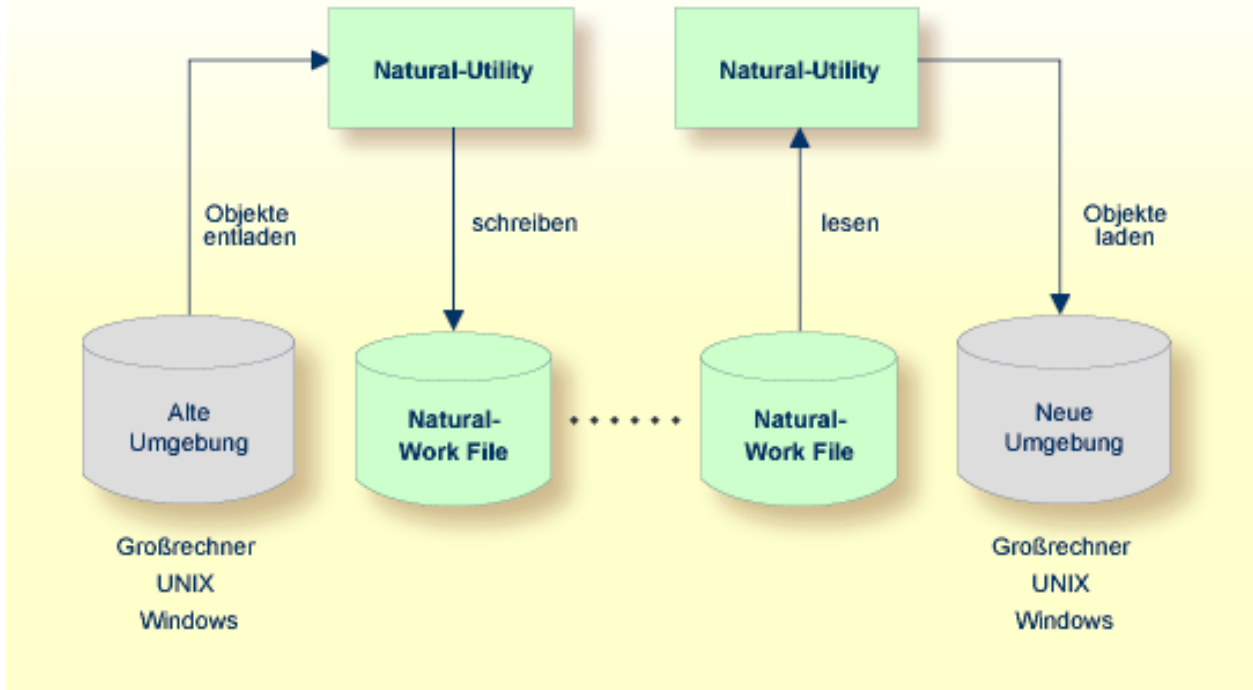 Natural-Utility
Natural-Utility
Objekte
entladen
schreiben
lesen
Objekte
laden
Alte
Umgebung
Natural-
Work File
Natural-
Work File
Neue
Umgebung
Großrechner
UNIX
Windows
Großrechner
UNIX
Windows